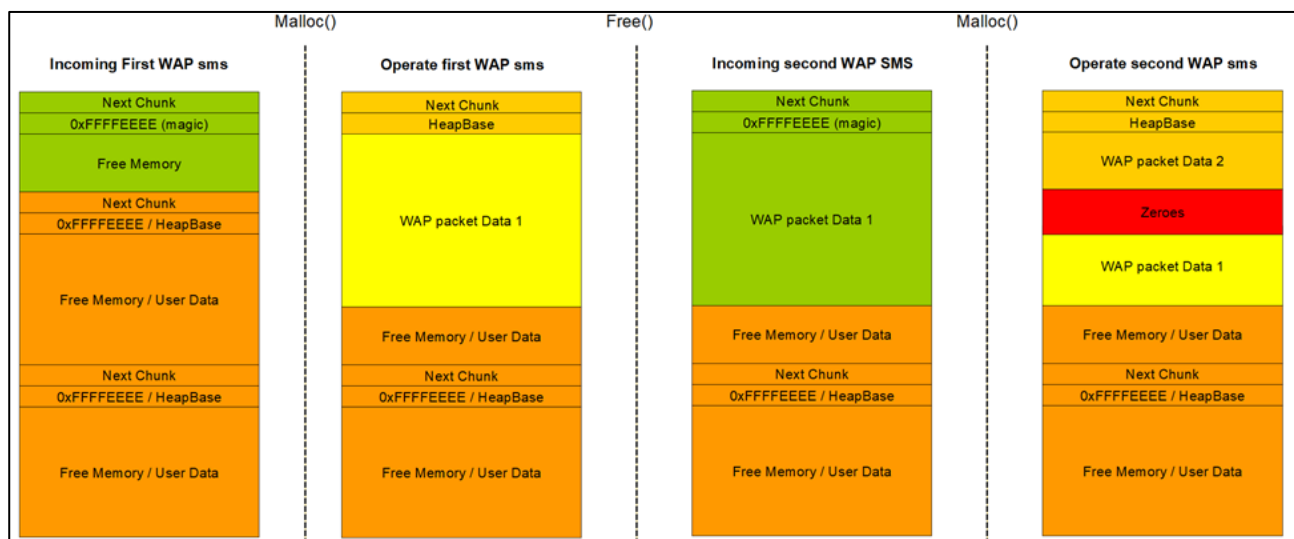 Malloc()
Free()
Malloc()
Incoming First WAP sms
Next Chunk
0xFFFFEEEE (magic)
Free Memory
Next Chunk
0xFFFFEEEE / HeapBase
Free Memory / User Data
Next Chunk
0xFFFFEEEE / HeapBase
Free Memory / User Data
Operate first WAP sms
Next Chunk
HeapBase
WAP packet Data 1
Free Memory / User Data
Next Chunk
0xFFFFEEEE / HeapBase
Free Memory / User Data
Incoming second WAP SMS
Next Chunk
0xFFFFEEEE (magic)
WAP packet Data 1
Free Memory / User Data
Next Chunk
0xFFFFEEEE / HeapBase
Free Memory / User Data
Operate second WAP sms
Next Chunk
HeapBase
WAP packet Data 2
Zeroes
WAP packet Data 1
Free Memory / User Data
Next Chunk
0xFFFFEEEE / HeapBase
Free Memory / User Data